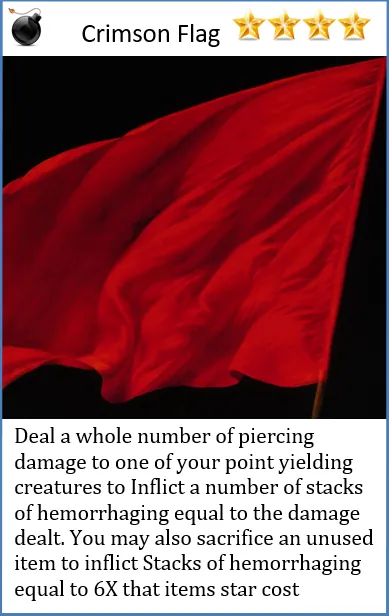 Crimson Flag
Deal a whole number of piercing
damage to one of your point yielding
creatures to Inflict a number of stacks
of hemorrhaging equal to the damage
dealt. You may also sacrifice an unused
item to inflict Stacks of hemorrhaging
equal to 6X that items star cost